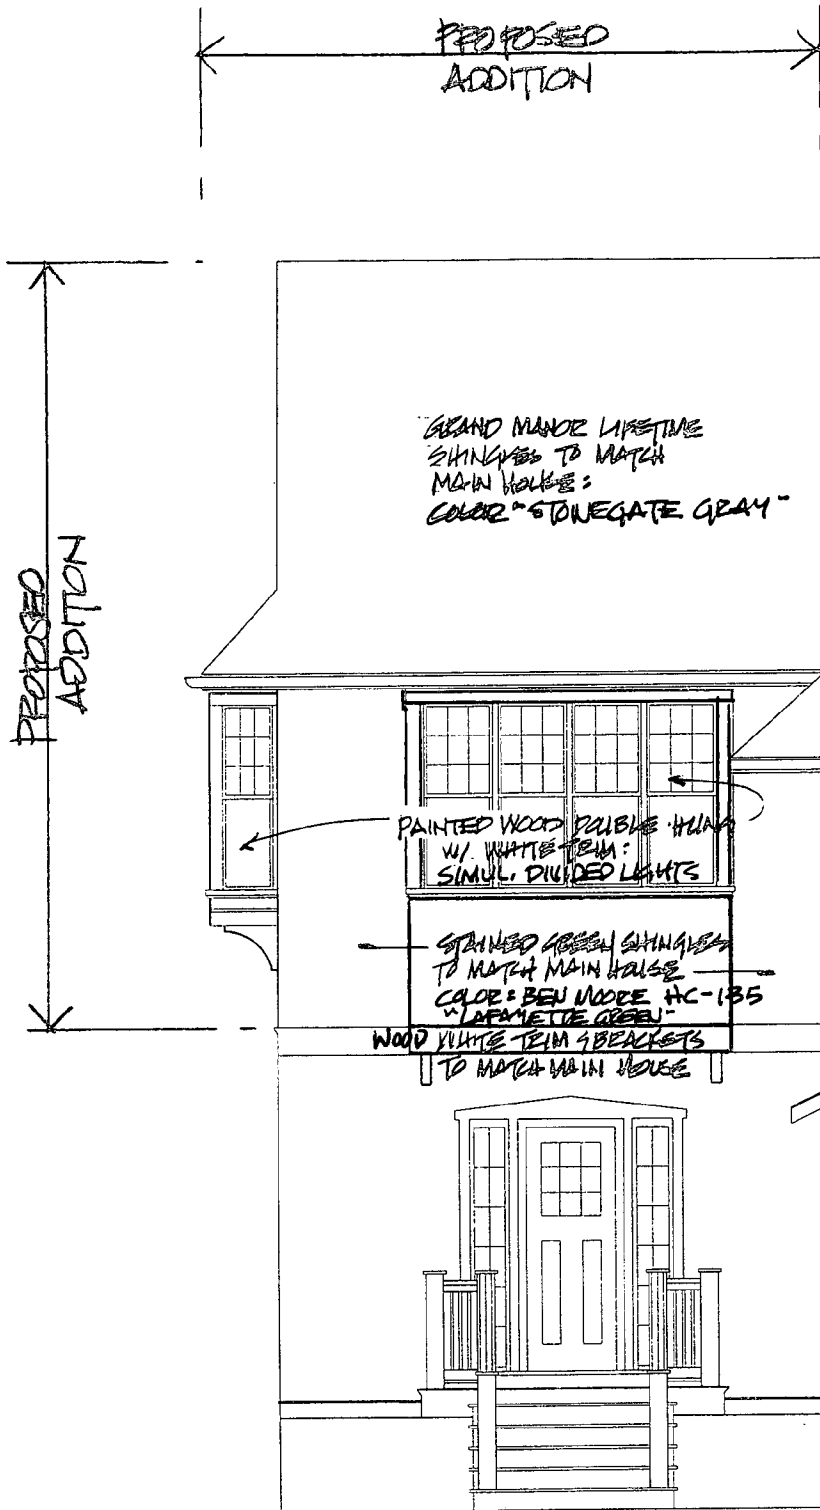 PROPOSED
ADDITION
GRAND MANOR LIFETIME
SHINGLES TO MATCH
MAIN HOUSE:
COLOR "STONEGATE GRAY"
PROPOSED
ADDITION
PAINTED WOOD DOUBLE-HUNG
W/ WHITE TRIM:
SIMUL. DIVIDED LIGHTS
STAINED GREEN SHINGLES
TO MATCH MAIN HOUSE
COLOR: BEN MOORE HC-135
"LAFAYETTE GREEN"
WOOD WHITE TRIM & BRACKETS
TO MATCH MAIN HOUSE